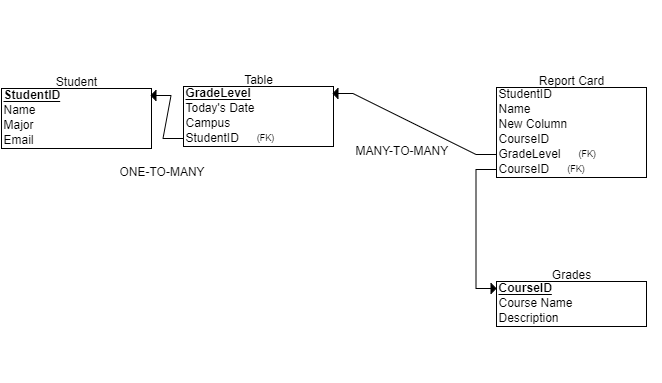 Student
StudentID
Name
Major
Email
ONE-TO-MANY
Table
GradeLevel
Today's Date
Campus
StudentID (FK)
MANY-TO-MANY
Report Card
StudentID
Name
New Column
CourseID
GradeLevel (FK)
CourseID (FK)
Grades
CourseID
Course Name
Description